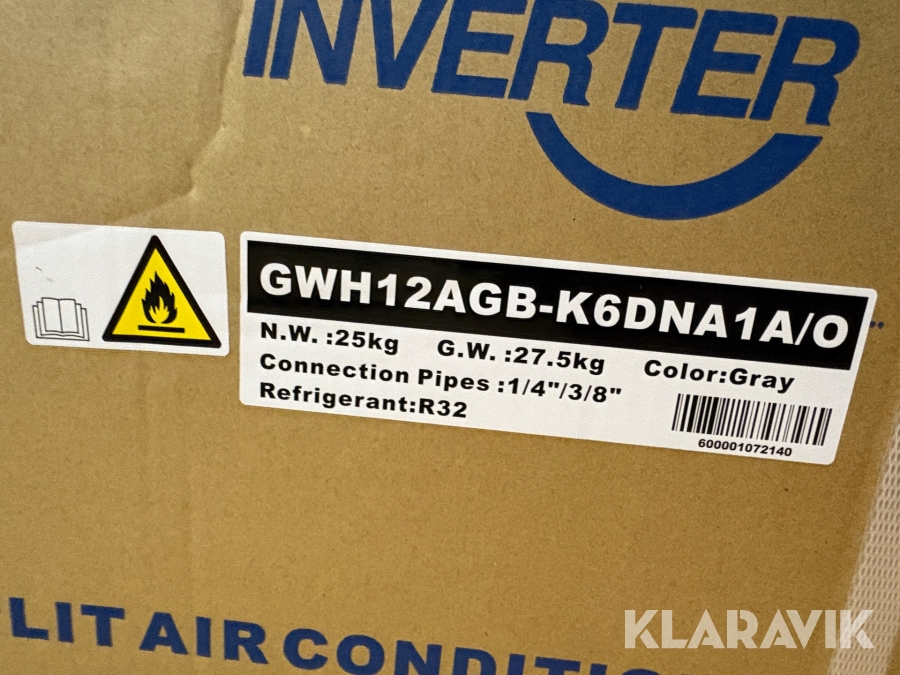 INVERTER
GWH12AGB-K6DNA1A/O
N.W. :25kg G.W. :27.5kg Color:Gray
Connection Pipes :1/4"/3/8"
Refrigerant:R32
600001072140
LIT AIR CONDITIO
KLARAVIK